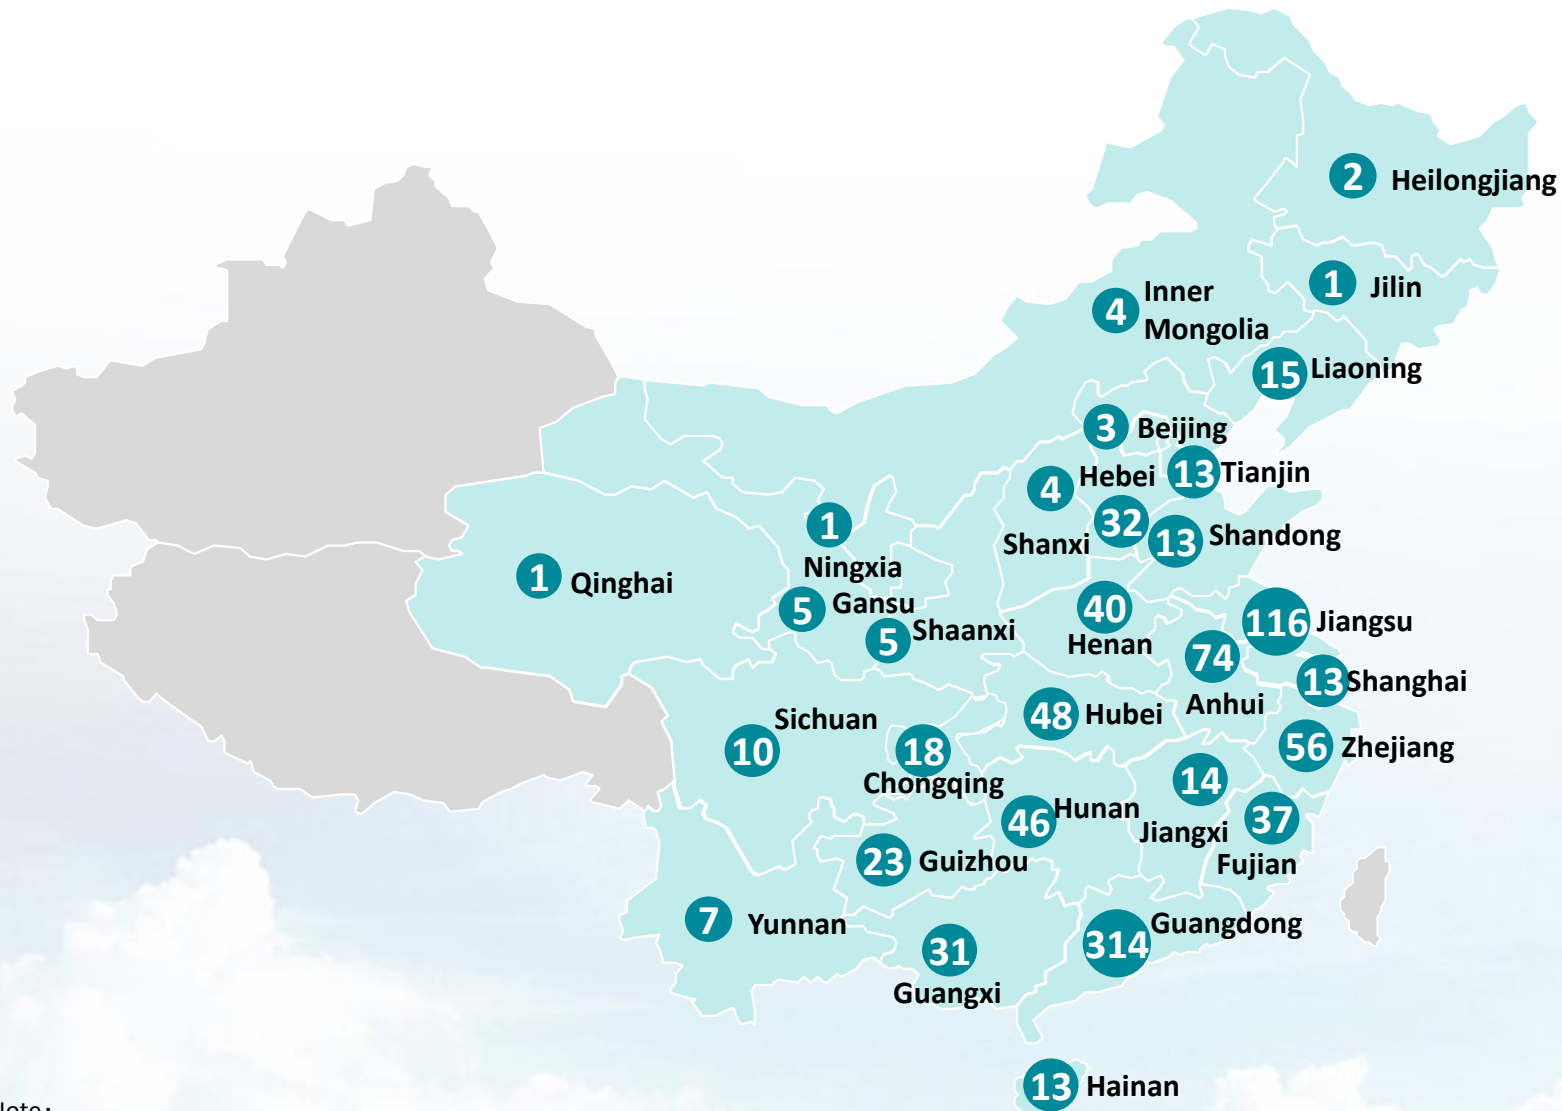 2 Heilongjiang
1 Jilin
4 Inner
Mongolia
15 Liaoning
3 Beijing
13 Tianjin
4 Hebei
32
Shanxi
13 Shandong
1
Ningxia
1 Qinghai
5 Gansu
5 Shaanxi
40
Henan
116 Jiangsu
74
Anhui
13 Shanghai
48 Hubei
Sichuan
10
18
Chongqing
56 Zhejiang
14
Jiangxi
46 Hunan
37
Fujian
23 Guizhou
7 Yunnan
31
Guangxi
314 Guangdong
13 Hainan